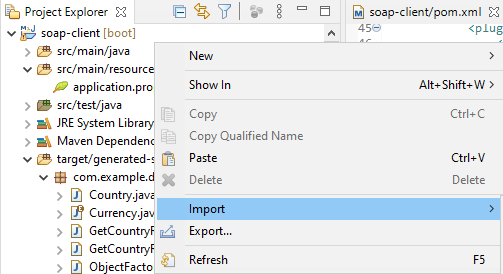 Project Explorer
soap-client/pom.xml
soap-client [boot]
45
<plug
46
src/main/java
src/main/resource
application.pro
src/test/java
JRE System Library
Maven Dependenc
target/generated-s
com.example.d
Country.java
Currency.java
GetCountryF
GetCountryF
ObjectFacto
New
Show In Alt+Shift+W
Copy Ctrl+C
Copy Qualified Name
Paste Ctrl+V
Delete Delete
Import
Export...
Refresh F5